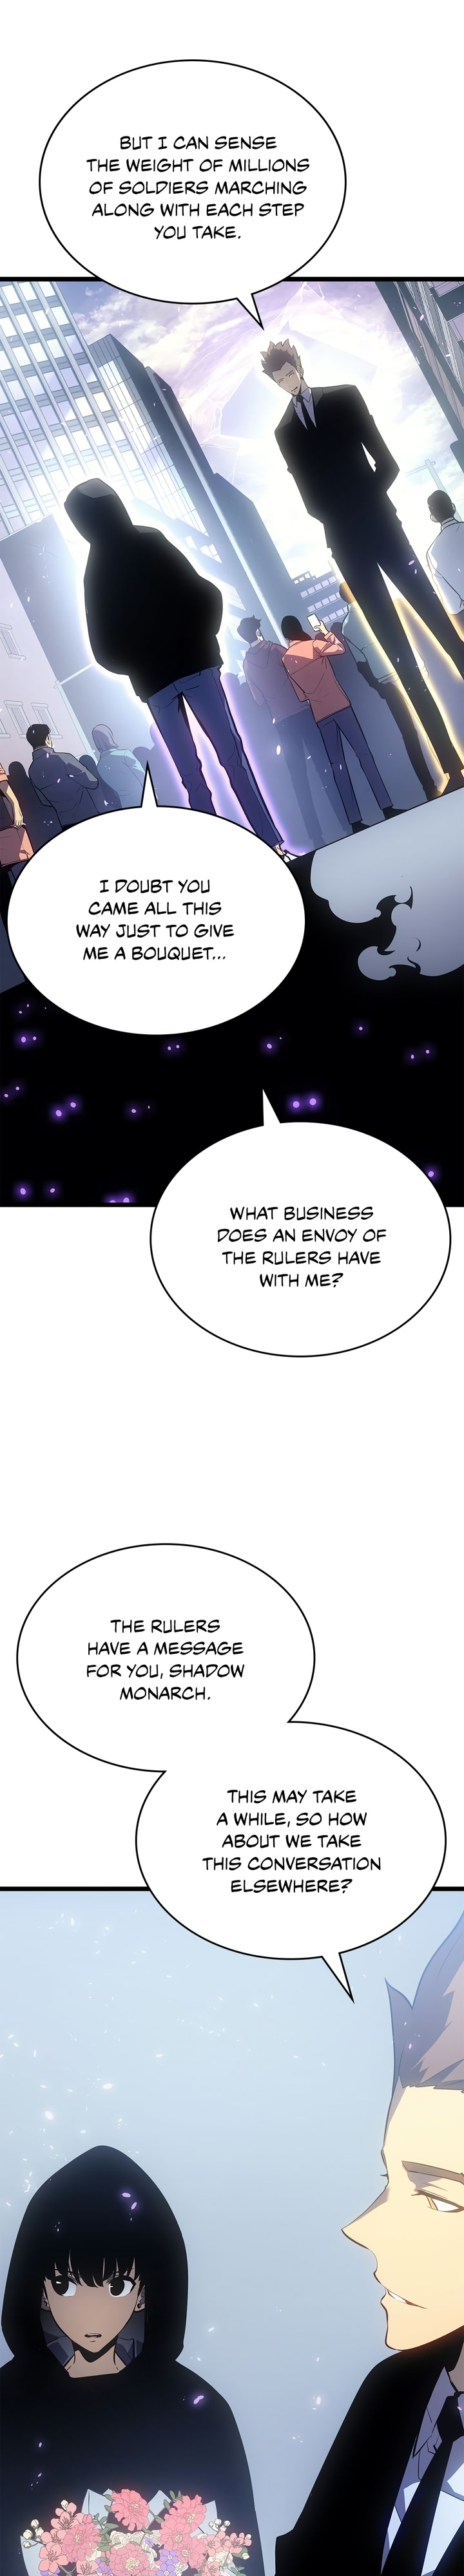 BUT I CAN SENSE
THE WEIGHT OF MILLIONS
OF SOLDIERS MARCHING
ALONG WITH EACH STEP
YOU TAKE.
I DOUBT YOU
CAME ALL THIS
WAY JUST TO GIVE
ME A BOUQUET...
WHAT BUSINESS
DOES AN ENVOY OF
THE RULERS HAVE
WITH ME?
THE RULERS
HAVE A MESSAGE
FOR YOU, SHADOW
MONARCH.
THIS MAY TAKE
A WHILE, SO HOW
ABOUT WE TAKE
THIS CONVERSATION
ELSEWHERE?